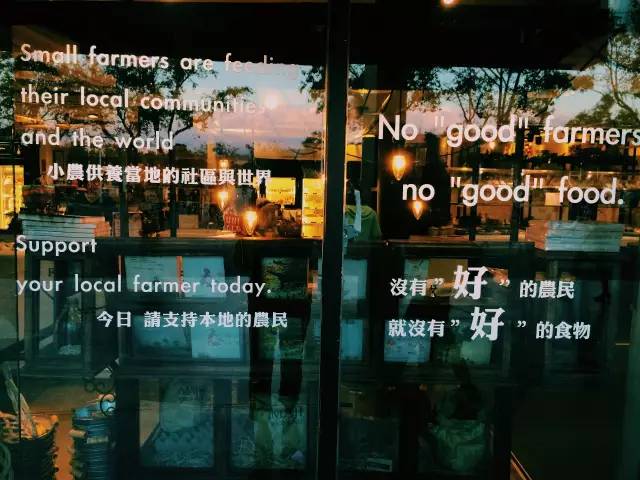 Small farmers are feeding
their local communities
and the world
小農供養當地的社區與世界
Support
your local farmer today.
今日 請支持本地的農民
No "good" farmers
no "good" food.
沒有”好”的農民
就沒有”好”的食物